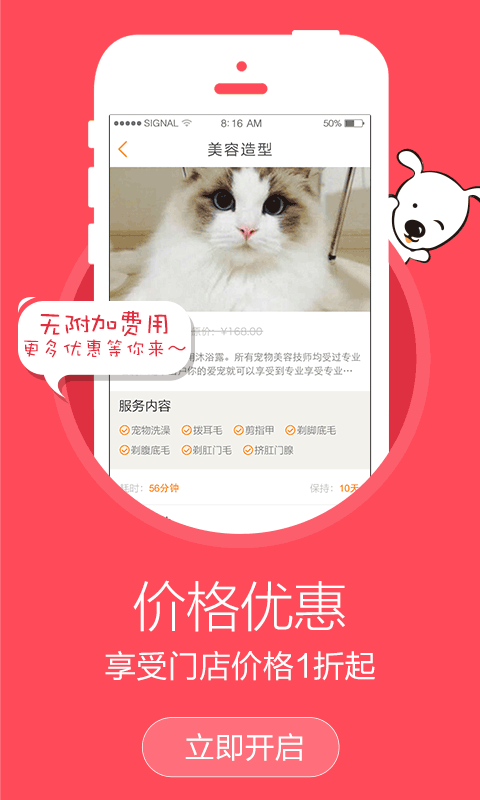 ●●●●● SIGNAL 8:16 AM 50%
美容造型
无附加费用
更多优惠等你来～
原价：¥168.00
用沐浴露。所有宠物美容技师均受过专业
户你的爱宠就可以享受到专业享受专业…
服务内容
宠物洗澡 拨耳毛 剪指甲 剃脚底毛
剃腹底毛 剃肛门毛 挤肛门腺
耗时：56分钟 保持：10天
价格优惠
享受门店价格1折起
立即开启